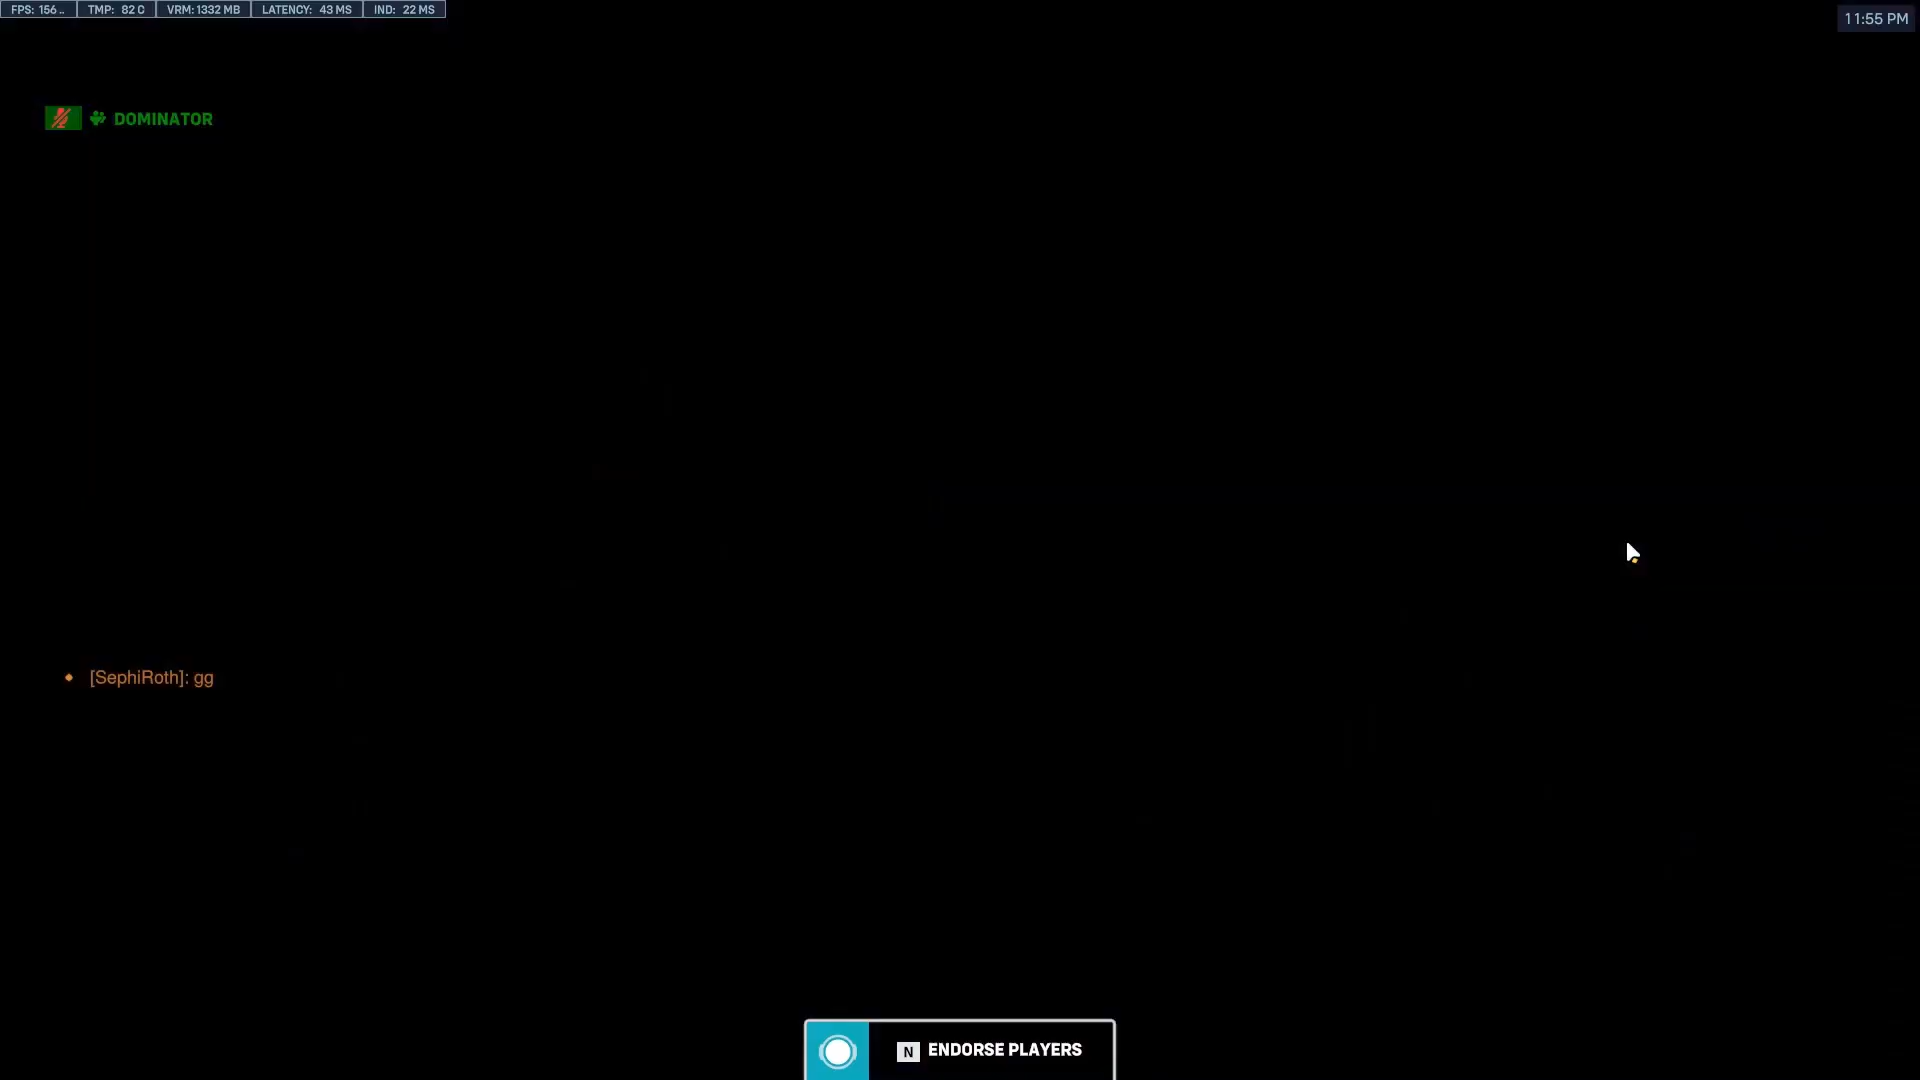 FPS: 156.. TMP: 82 C VRM: 1332 MB LATENCY: 43 MS IND: 22 MS
11:55 PM
DOMINATOR
[SephiRoth]: gg
N ENDORSE PLAYERS